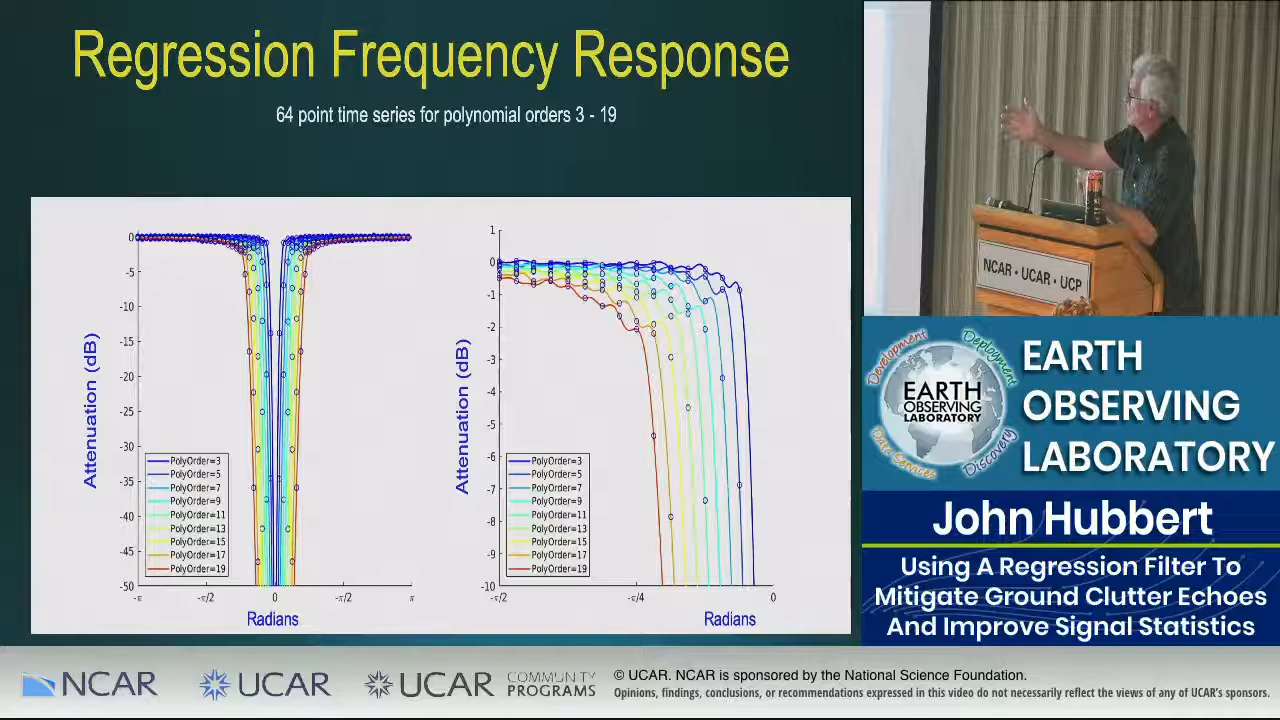 Regression Frequency Response
64 point time series for polynomial orders 3 - 19
0
-5
-10
-15
-20
-25
-30
-35
-40
-45
-50
Attenuation (dB)
PolyOrder=3
PolyOrder=5
PolyOrder=7
PolyOrder=9
PolyOrder=11
PolyOrder=13
PolyOrder=15
PolyOrder=17
PolyOrder=19
-π -π/2 0 -π/2 π
Radians
1
0
-1
-2
-3
-4
-5
-6
-7
-8
-9
-10
Attenuation (dB)
PolyOrder=3
PolyOrder=5
PolyOrder=7
PolyOrder=9
PolyOrder=11
PolyOrder=13
PolyOrder=15
PolyOrder=17
PolyOrder=19
-π/2 -π/4 0
Radians
NCAR • UCAR • UCP
Development
Deployment
EARTH
OBSERVING
LABORATORY
Data Services
Discovery
EARTH
OBSERVING
LABORATORY
John Hubbert
Using A Regression Filter To
Mitigate Ground Clutter Echoes
And Improve Signal Statistics
NCAR
UCAR
UCAR
COMMUNITY
PROGRAMS
© UCAR. NCAR is sponsored by the National Science Foundation.
Opinions, findings, conclusions, or recommendations expressed in this video do not necessarily reflect the views of any of UCAR's sponsors.